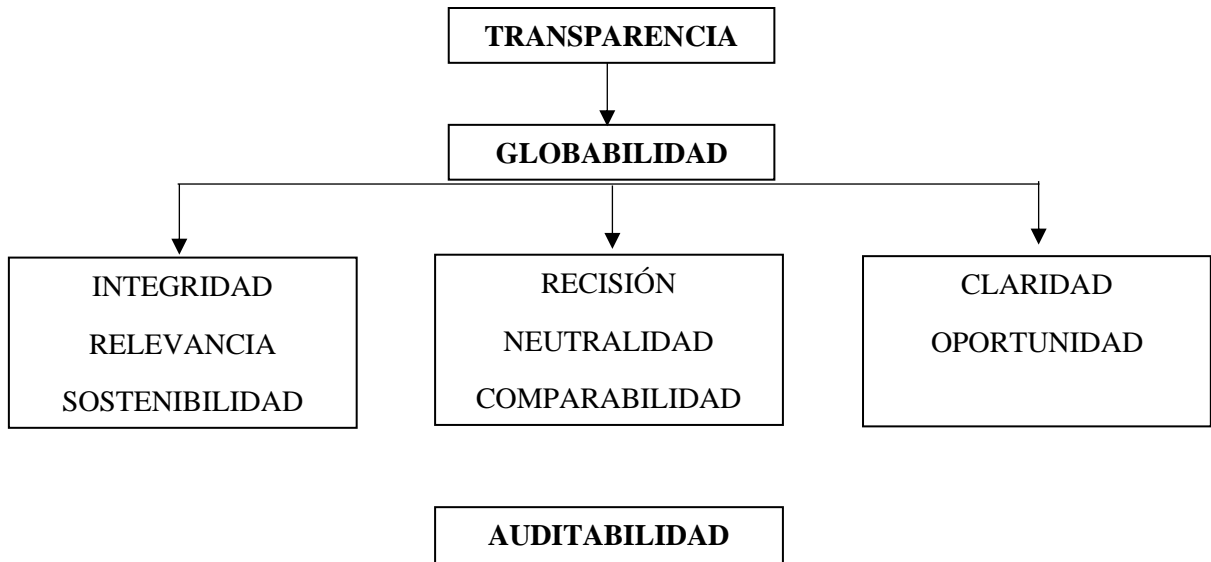 TRANSPARENCIA
GLOBABILIDAD
INTEGRIDAD
RELEVANCIA
SOSTENIBILIDAD
RECISIÓN
NEUTRALIDAD
COMPARABILIDAD
CLARIDAD
OPORTUNIDAD
AUDITABILIDAD